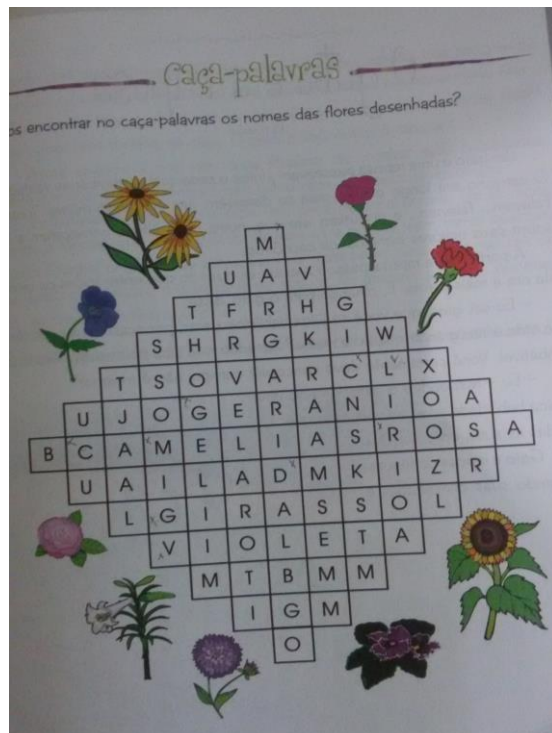 Caça-palavras
os encontrar no caça-palavras os nomes das flores desenhadas?
M
U A V
T F R H G
S H R G K I W
T S O V A R C L X
U J O G E R A N I O A
B C A M E L I A S R O S A
U A I L A D M K I Z R
L G I R A S S O L
V I O L E T A
M T B M M
I G M
O